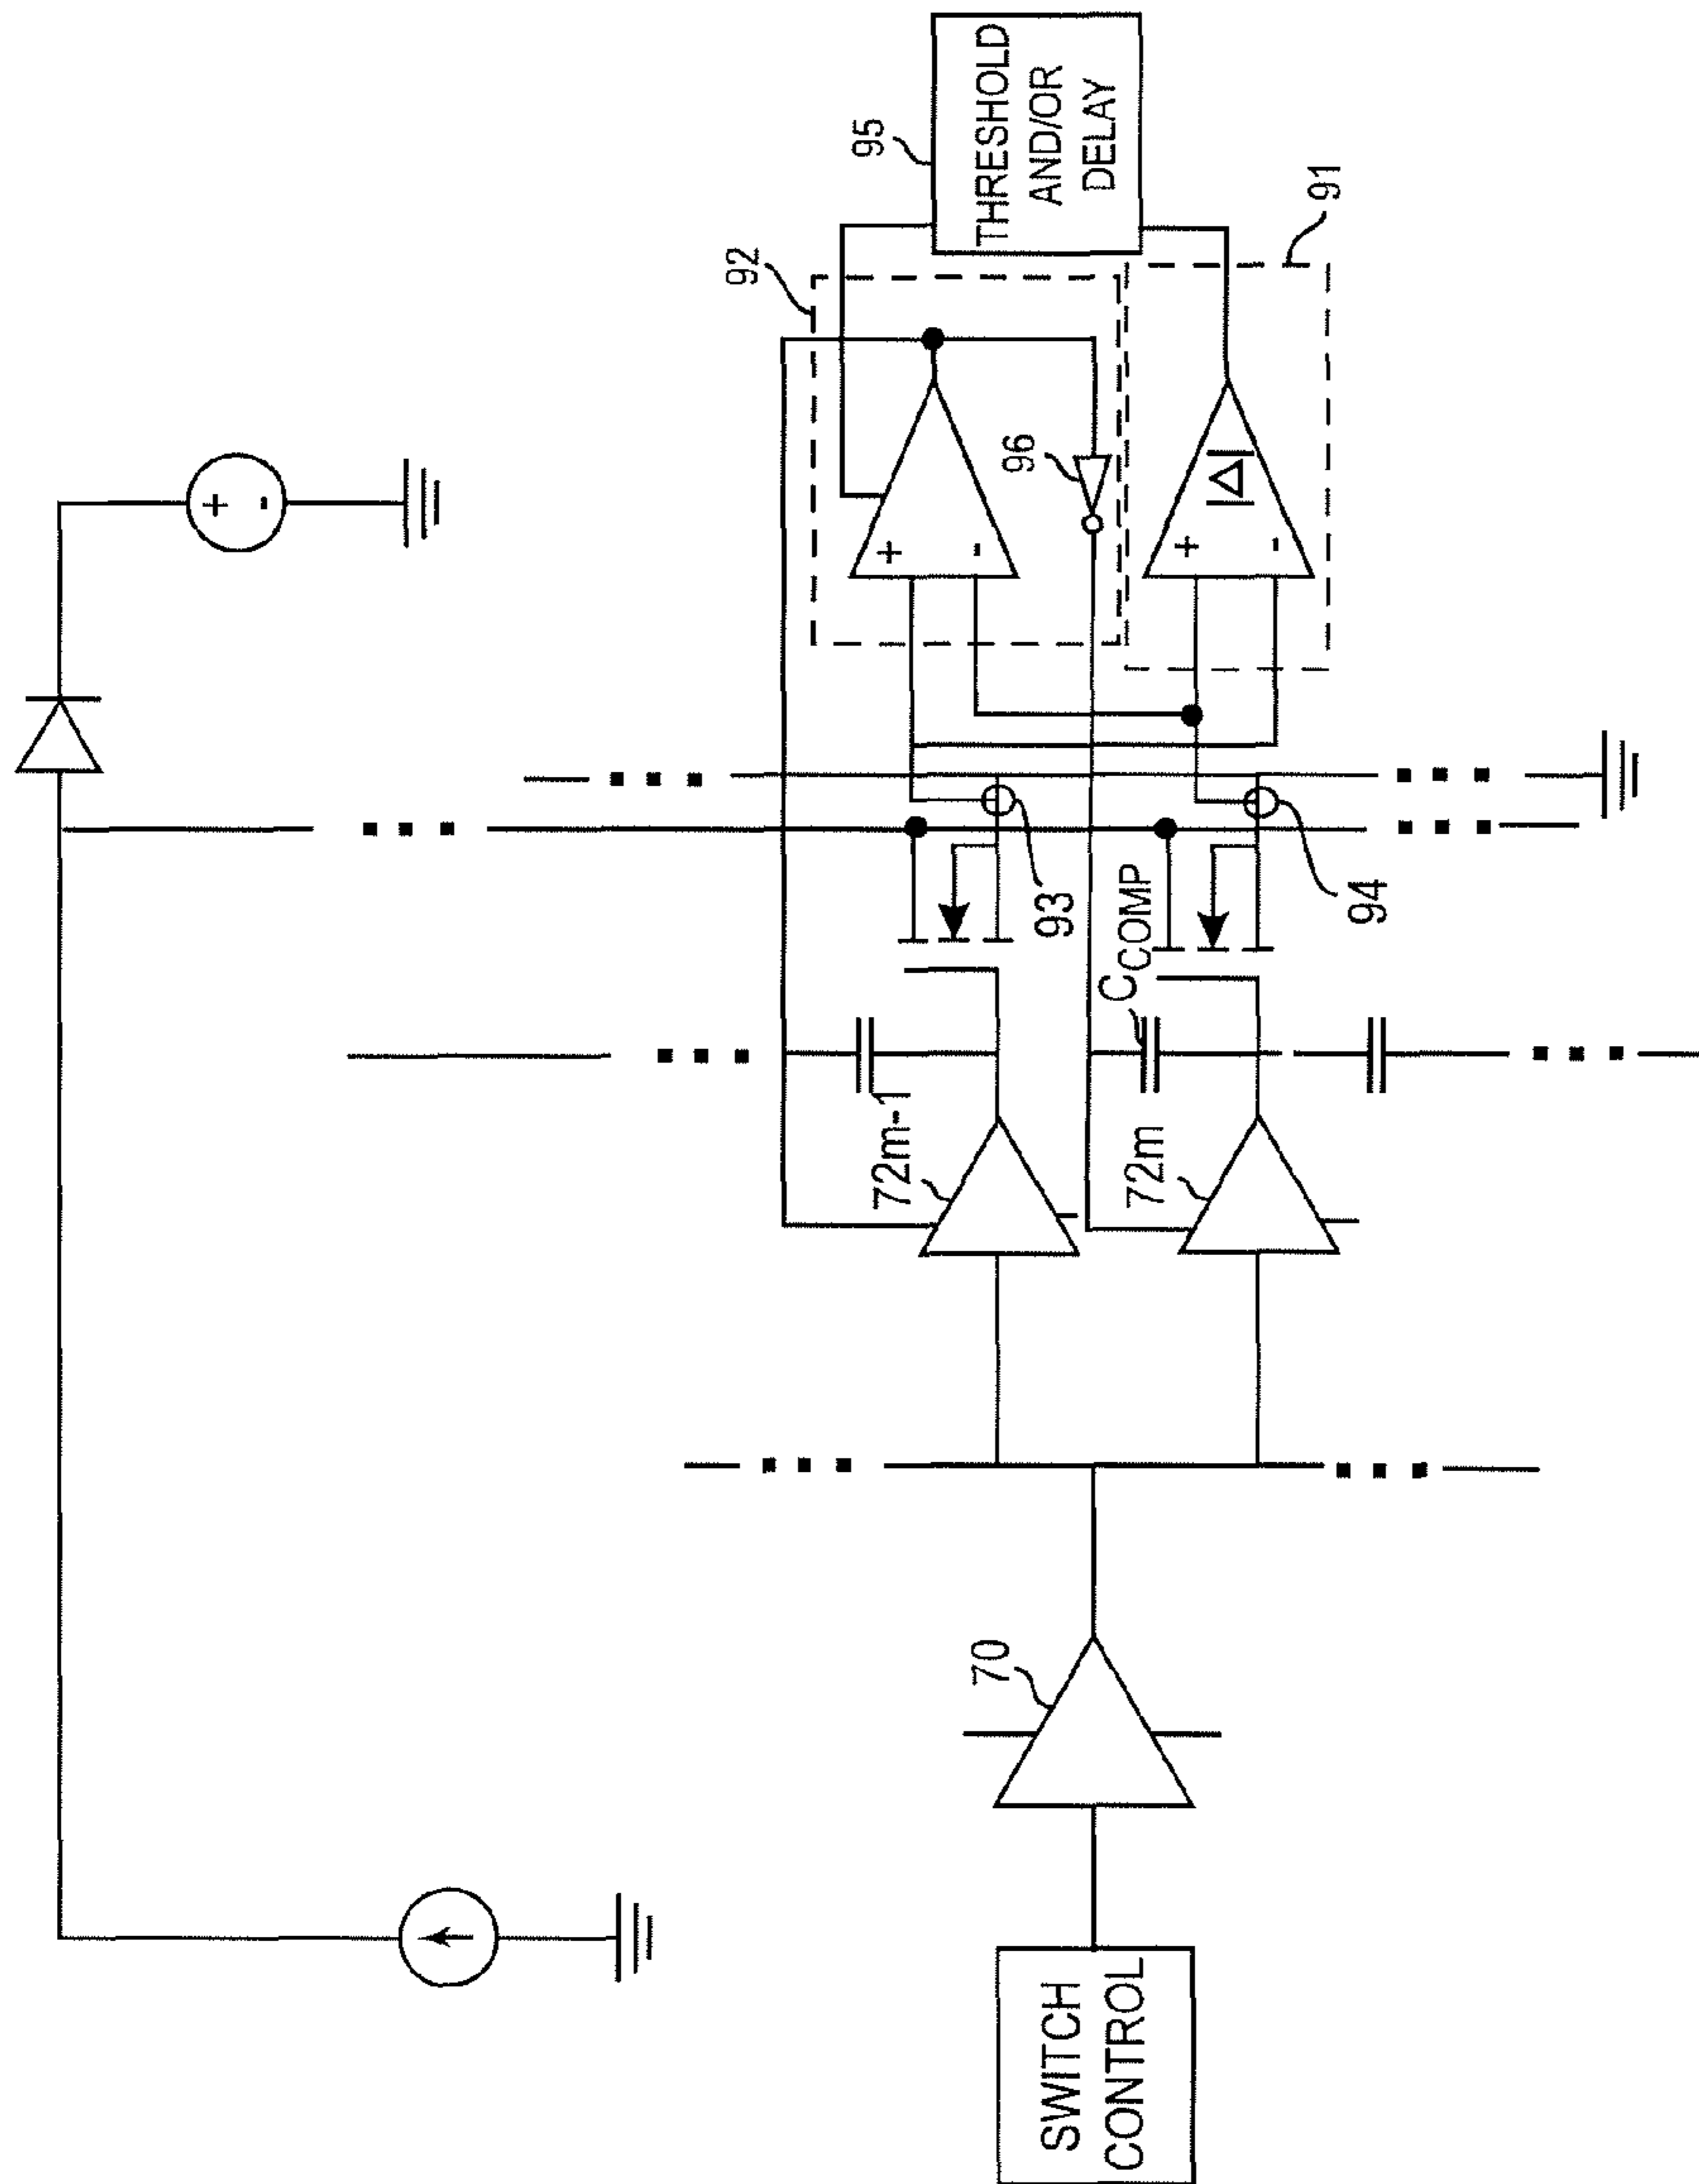 SWITCH
CONTROL
70
72m-1
72m
CCOMP
93
94
92
+
-
96
+
-
|Δ|
91
95
THRESHOLD
AND/OR
DELAY
+
-